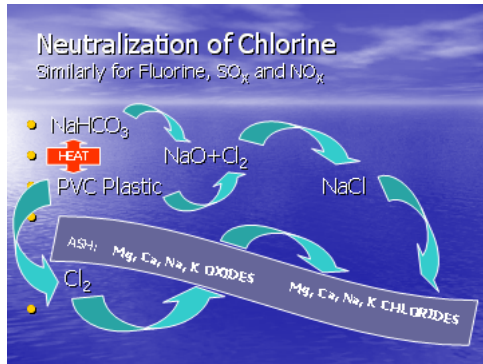 Neutralization of Chlorine
Similarly for Fluorine, SOₓ and NOₓ
NaHCO₃
HEAT
NaO+Cl₂
PVC Plastic
NaCl
ASH: Mg, Ca, Na, K OXIDES Mg, Ca, Na, K CHLORIDES
Cl₂